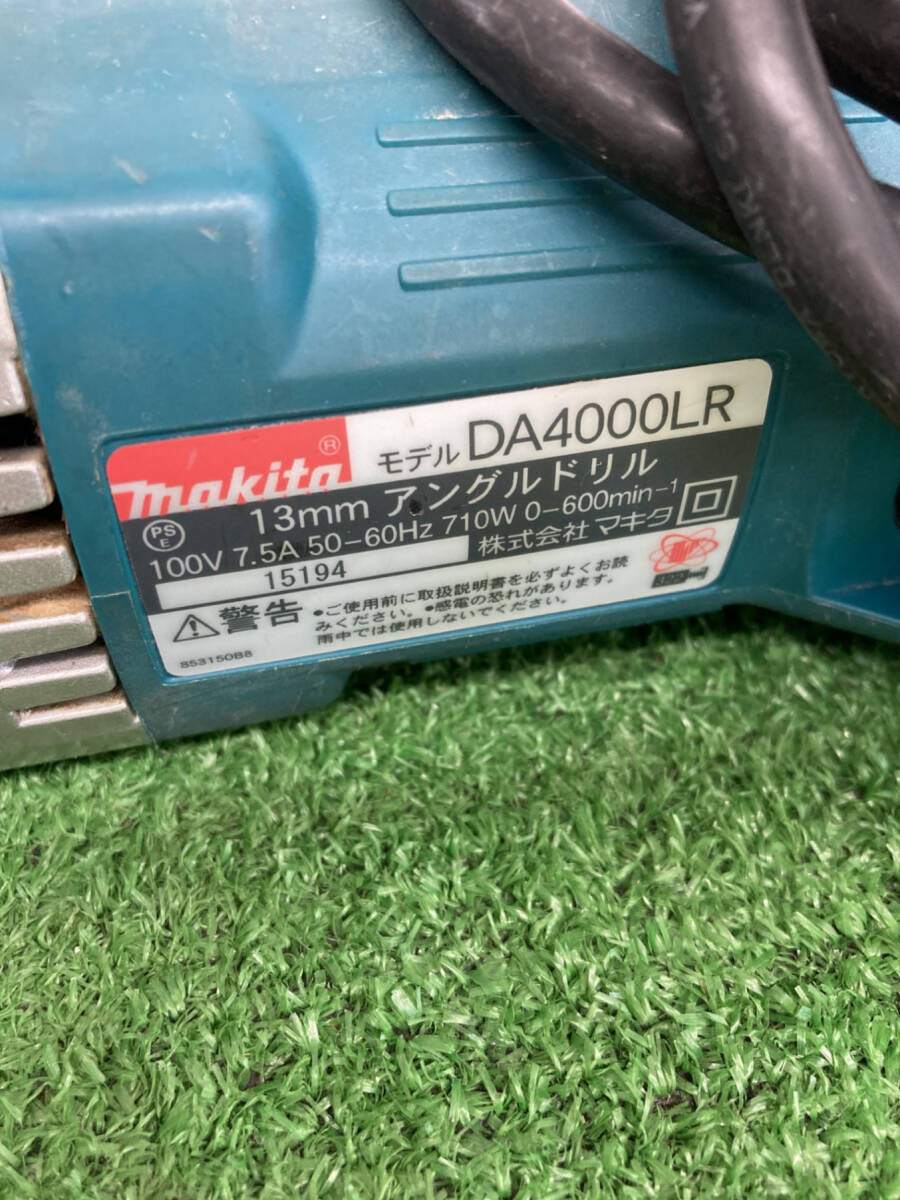 makita®
モデル DA4000LR
13mm アングルドリル
PS
E
100V 7.5A 50-60Hz 710W 0-600min-1
株式会社 マキタ
15194
警告
•ご使用前に取扱説明書を必ずよくお読
みください。•感電の恐れがあります。
雨中では使用しないでください。
853150B8